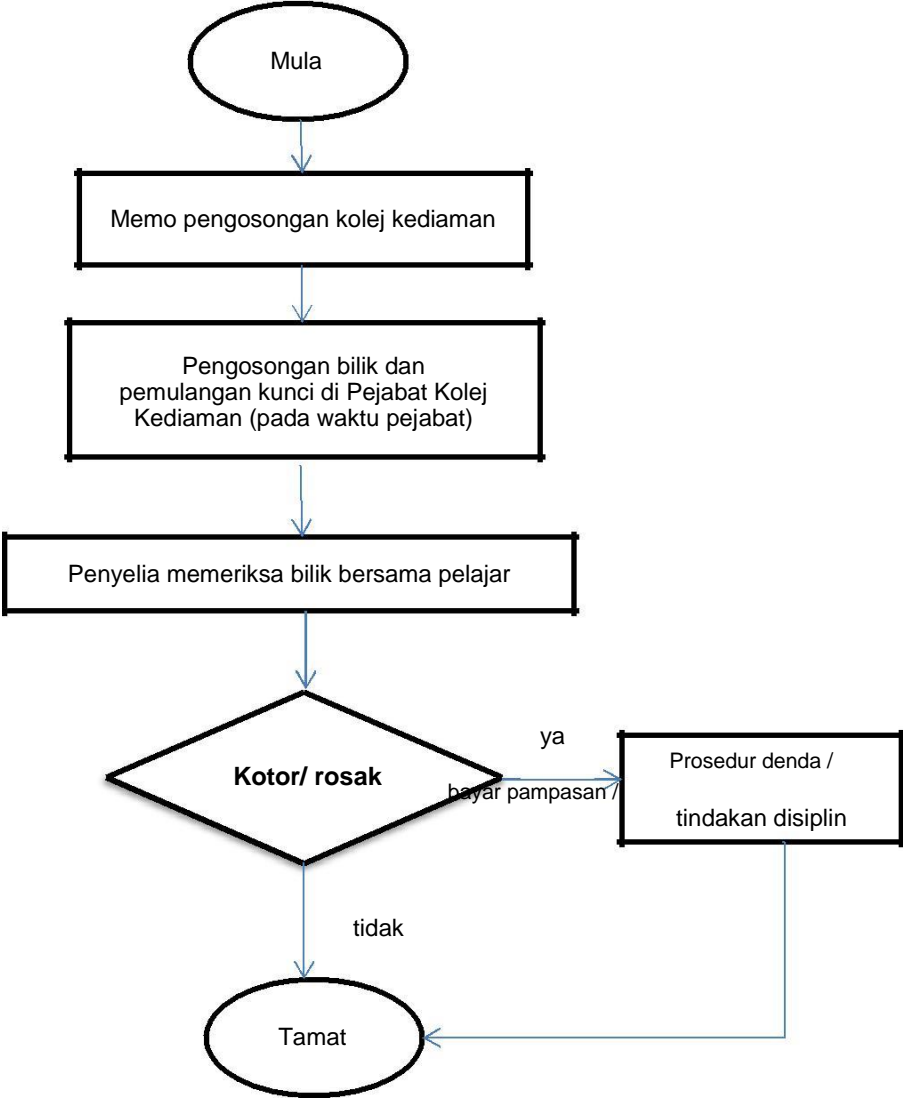 Mula
Memo pengosongan kolej kediaman
Pengosongan bilik dan
pemulangan kunci di Pejabat Kolej
Kediaman (pada waktu pejabat)
Penyelia memeriksa bilik bersama pelajar
Kotor/ rosak
ya
Prosedur denda /
bayar pampasan /
tindakan disiplin
tidak
Tamat